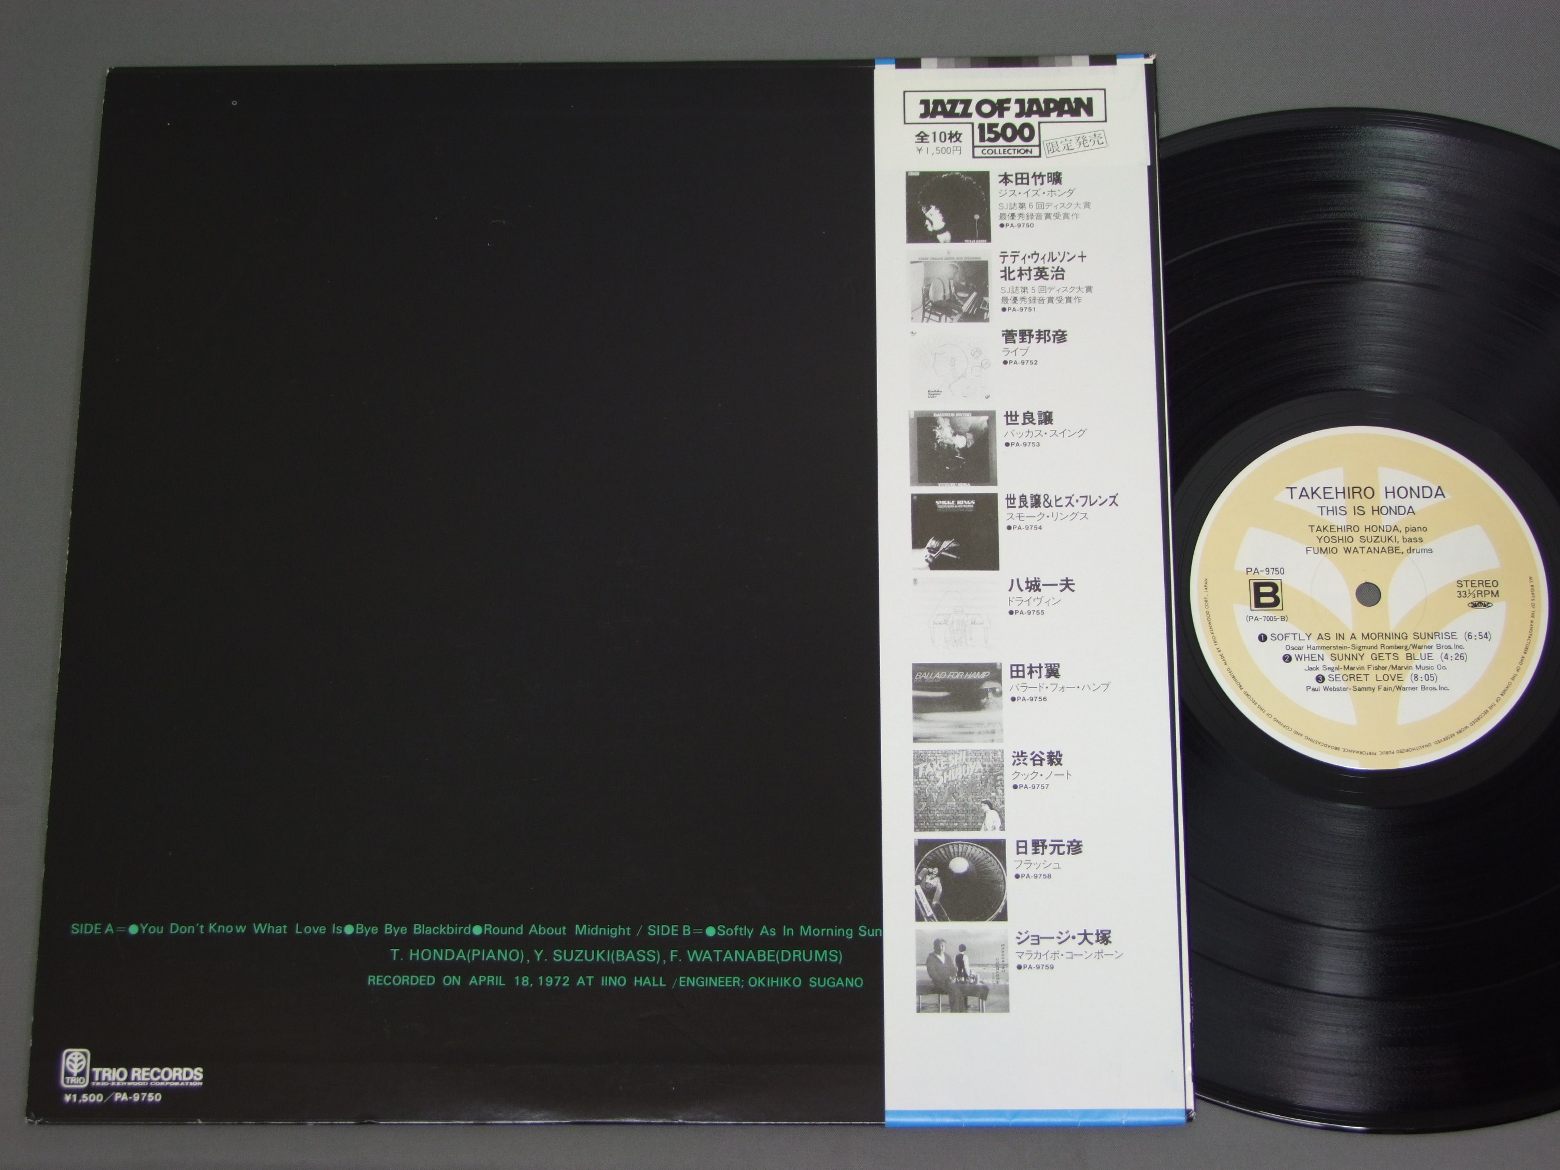 JAZZ OF JAPAN
1500
COLLECTION
全10枚
¥1,500円
限定発売
本田竹曠
ジス・イズ・ホンダ
SJ誌第6回ディスク大賞
最優秀録音賞受賞作
●PA-9750
テディ・ウィルソン+
北村英治
SJ誌第5回ディスク大賞
最優秀録音賞受賞作
●PA-9751
菅野邦彦
ライブ
●PA-9752
世良譲
バッカス・スイング
●PA-9753
世良譲&ヒズ・フレンズ
スモーク・リングス
●PA-9754
八城一夫
ドライヴィン
●PA-9755
BALLAD FOR HAMP
田村翼
バラード・フォー・ハンプ
●PA-9756
TAKESHI
SHIBUYA
渋谷毅
クック・ノート
●PA-9757
日野元彦
フラッシュ
●PA-9758
ジョージ・大塚
マラカイボ・コーンポーン
●PA-9759
SIDE A=●You Don't Know What Love Is●Bye Bye Blackbird●Round About Midnight / SIDE B=●Softly As In Morning Sun
T. HONDA(PIANO), Y. SUZUKI(BASS), F. WATANABE(DRUMS)
RECORDED ON APRIL 18, 1972 AT IINO HALL / ENGINEER; OKIHIKO SUGANO
TRIO
TRIO RECORDS
TRIO-KENWOOD CORPORATION
¥1,500/PA-9750
TAKEHIRO HONDA
THIS IS HONDA
TAKEHIRO HONDA, piano
YOSHIO SUZUKI, bass
FUMIO WATANABE, drums
PA-9750
B
(PA-7005-B)
STEREO
33⅓RPM
❶ SOFTLY AS IN A MORNING SUNRISE (6:54)
Oscar Hammerstein-Sigmund Romberg/Warner Bros. Inc.
❷ WHEN SUNNY GETS BLUE (4:26)
Jack Segal-Marvin Fisher/Marvin Music Co.
❸ SECRET LOVE (8:05)
Paul Webster-Sammy Fain/Warner Bros. Inc.